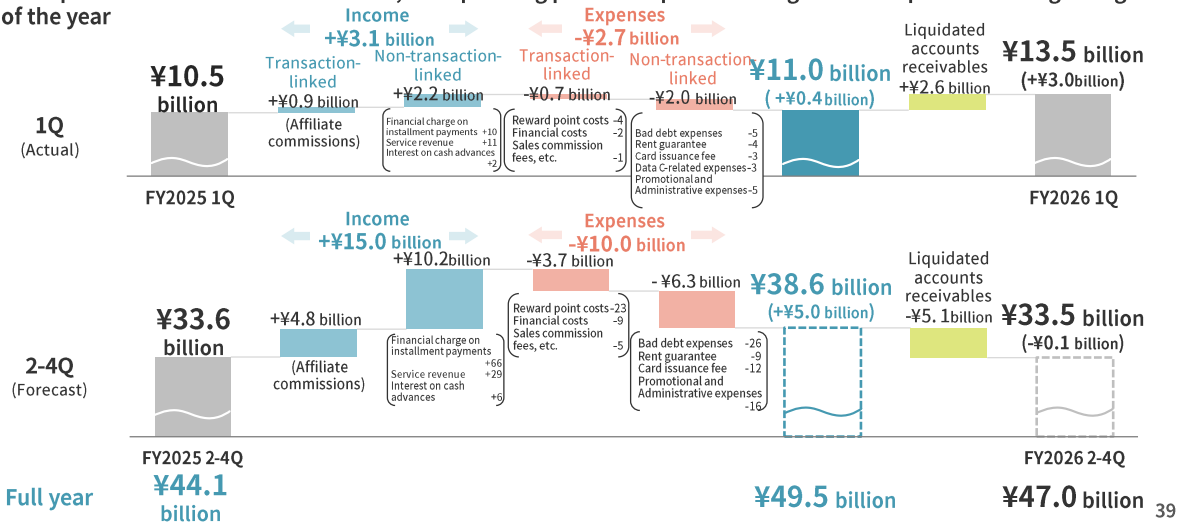 of the year
Income
+¥3.1 billion
Expenses
-¥2.7 billion
Transaction-
linked
Non-transaction-
linked
Transaction-
linked
Non-transaction-
linked
Liquidated
accounts
receivables
+¥2.6 billion
1Q
(Actual)
¥10.5
billion
+¥0.9 billion
(Affiliate
commissions)
+¥2.2 billion
Financial charge on
installment payments +10
Service revenue +11
Interest on cash advances
+2
-¥0.7 billion
Reward point costs -4
Financial costs -2
Sales commission
fees, etc. -1
-¥2.0 billion
Bad debt expenses -5
Rent guarantee -4
Card issuance fee -3
Data C-related expenses -3
Promotional and
Administrative expenses -5
¥11.0 billion
( +¥0.4 billion)
¥13.5 billion
(+¥3.0billion)
FY2025 1Q
FY2026 1Q
Income
+¥15.0 billion
Expenses
-¥10.0 billion
2-4Q
(Forecast)
¥33.6
billion
+¥4.8 billion
(Affiliate
commissions)
+¥10.2billion
Financial charge on
installment payments
+66
Service revenue +29
Interest on cash
advances +6
-¥3.7 billion
Reward point costs -23
Financial costs -9
Sales commission
fees, etc. -5
- ¥6.3 billion
Bad debt expenses -26
Rent guarantee -9
Card issuance fee -12
Promotional and
Administrative expenses
-16
¥38.6 billion
(+¥5.0 billion)
Liquidated
accounts
receivables
-¥5.1billion
¥33.5 billion
(-¥0.1 billion)
FY2025 2-4Q
FY2026 2-4Q
Full year
¥44.1
billion
¥49.5 billion
¥47.0 billion
39